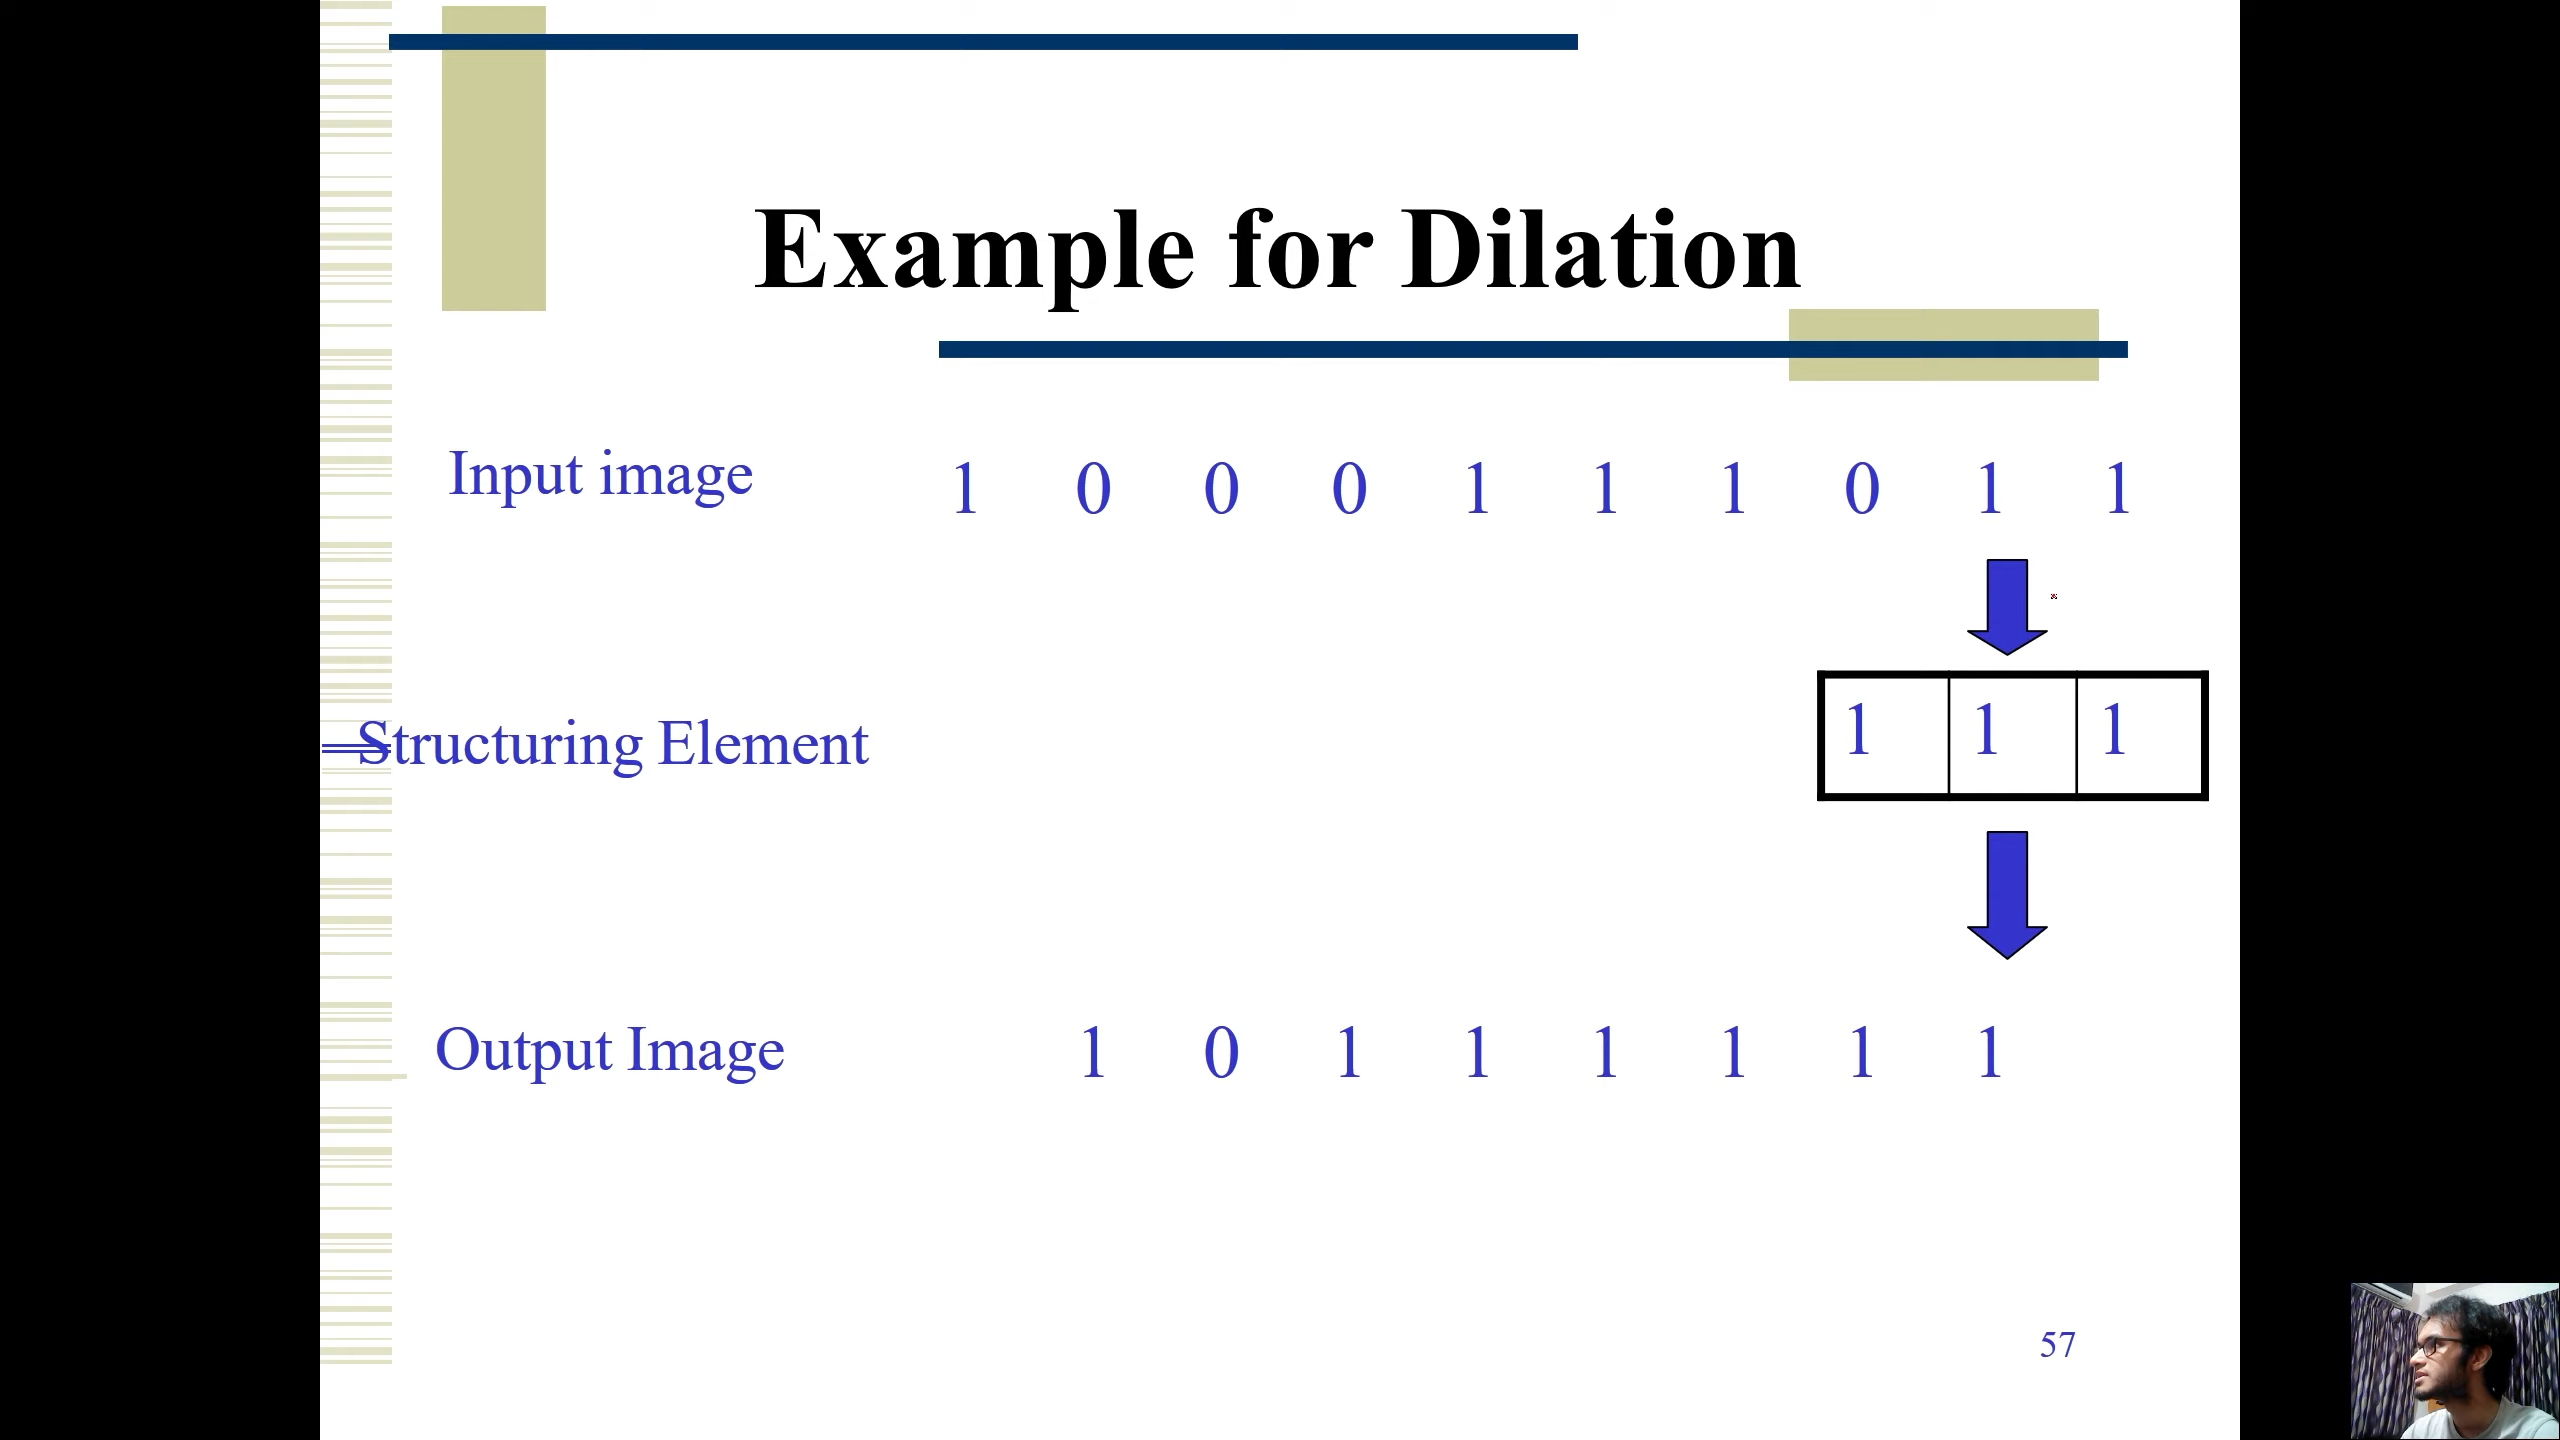 Example for Dilation
Input image 1 0 0 0 1 1 1 0 1 1
Structuring Element 1 1 1
Output Image 1 0 1 1 1 1 1 1
57